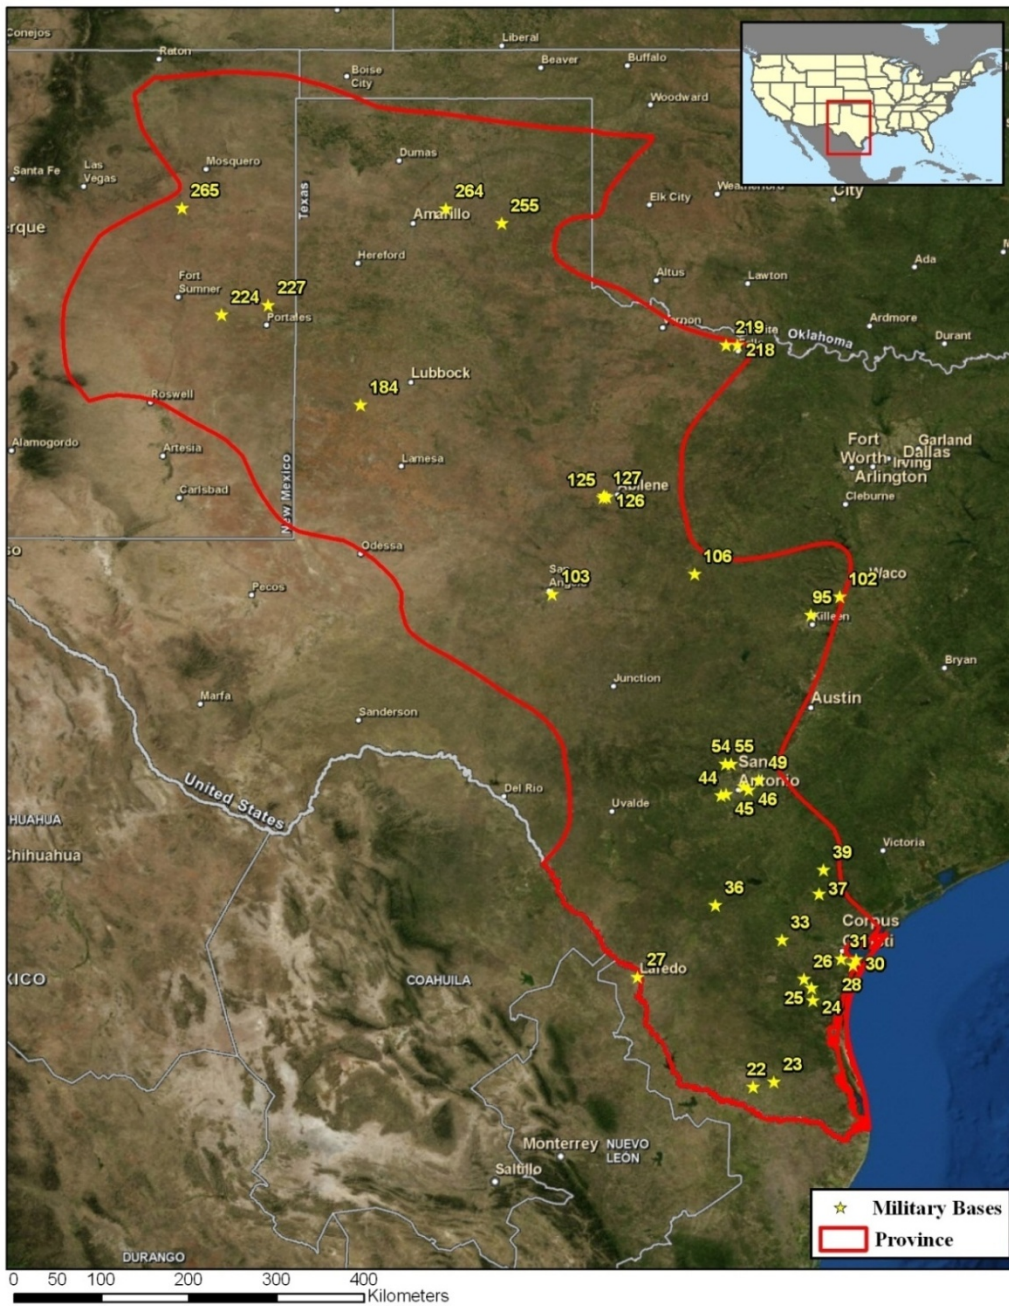 Conejos
Liberal
Raton
Beaver
Buffalo
Boise
City
Woodward
Dumas
Santa Fe
Las
Vegas
Mosquero
Texas
Elk City
City
265
264
Amarillo
255
erque
Hereford
Ada
Fort
Sumner
Altus
Lawton
224
227
Portales
219
218
Oklahoma
Ardmore
Durant
Lubbock
184
Roswell
Alamogordo
Artesia
Lamesa
Fort
Worth
Garland
Dallas
Irving
Arlington
Carlsbad
New Mexico
125
127
126
Cleburne
Odessa
106
103
Pecos
102
Waco
95
Killeen
Bryan
Junction
Marfa
Sanderson
Austin
54
55
San
Antonio
49
44
45
46
Del Rio
Uvalde
United States
HUAHUA
Chihuahua
Victoria
39
37
36
33
Corpus
31
26
30
27
Laredo
28
25
24
COAHUILA
22
23
Monterrey
NUEVO
LEÓN
Saltillo
DURANGO
Military Bases
Province
0 50 100 200 300 400
Kilometers